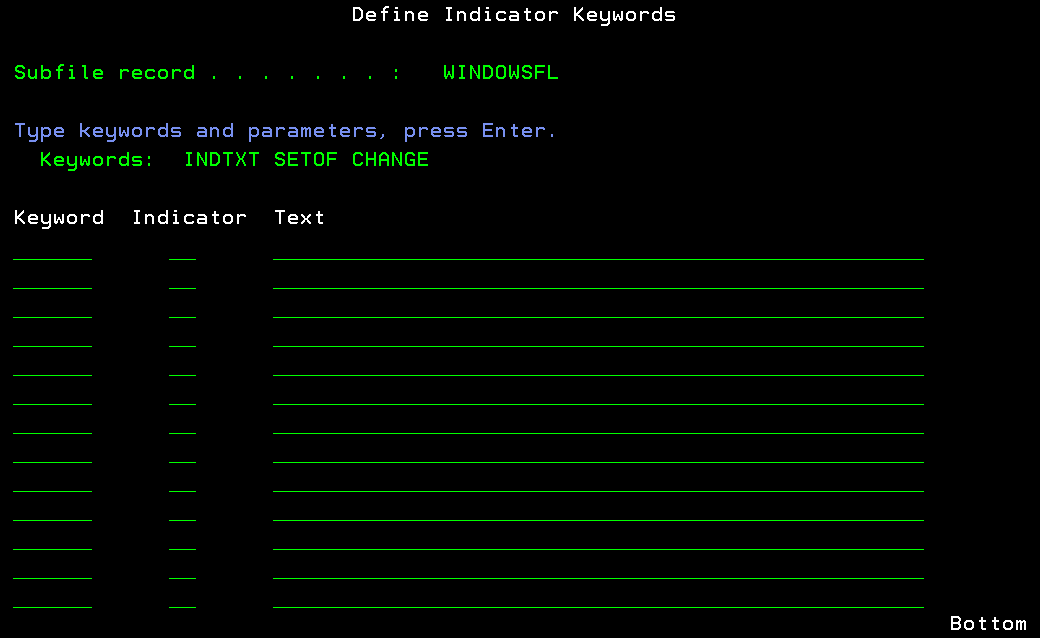 Define Indicator Keywords
Subfile record . . . . . . . :   WINDOWSFL
Type keywords and parameters, press Enter.
Keywords:  INDTXT SETOF CHANGE
Keyword  Indicator  Text
Bottom